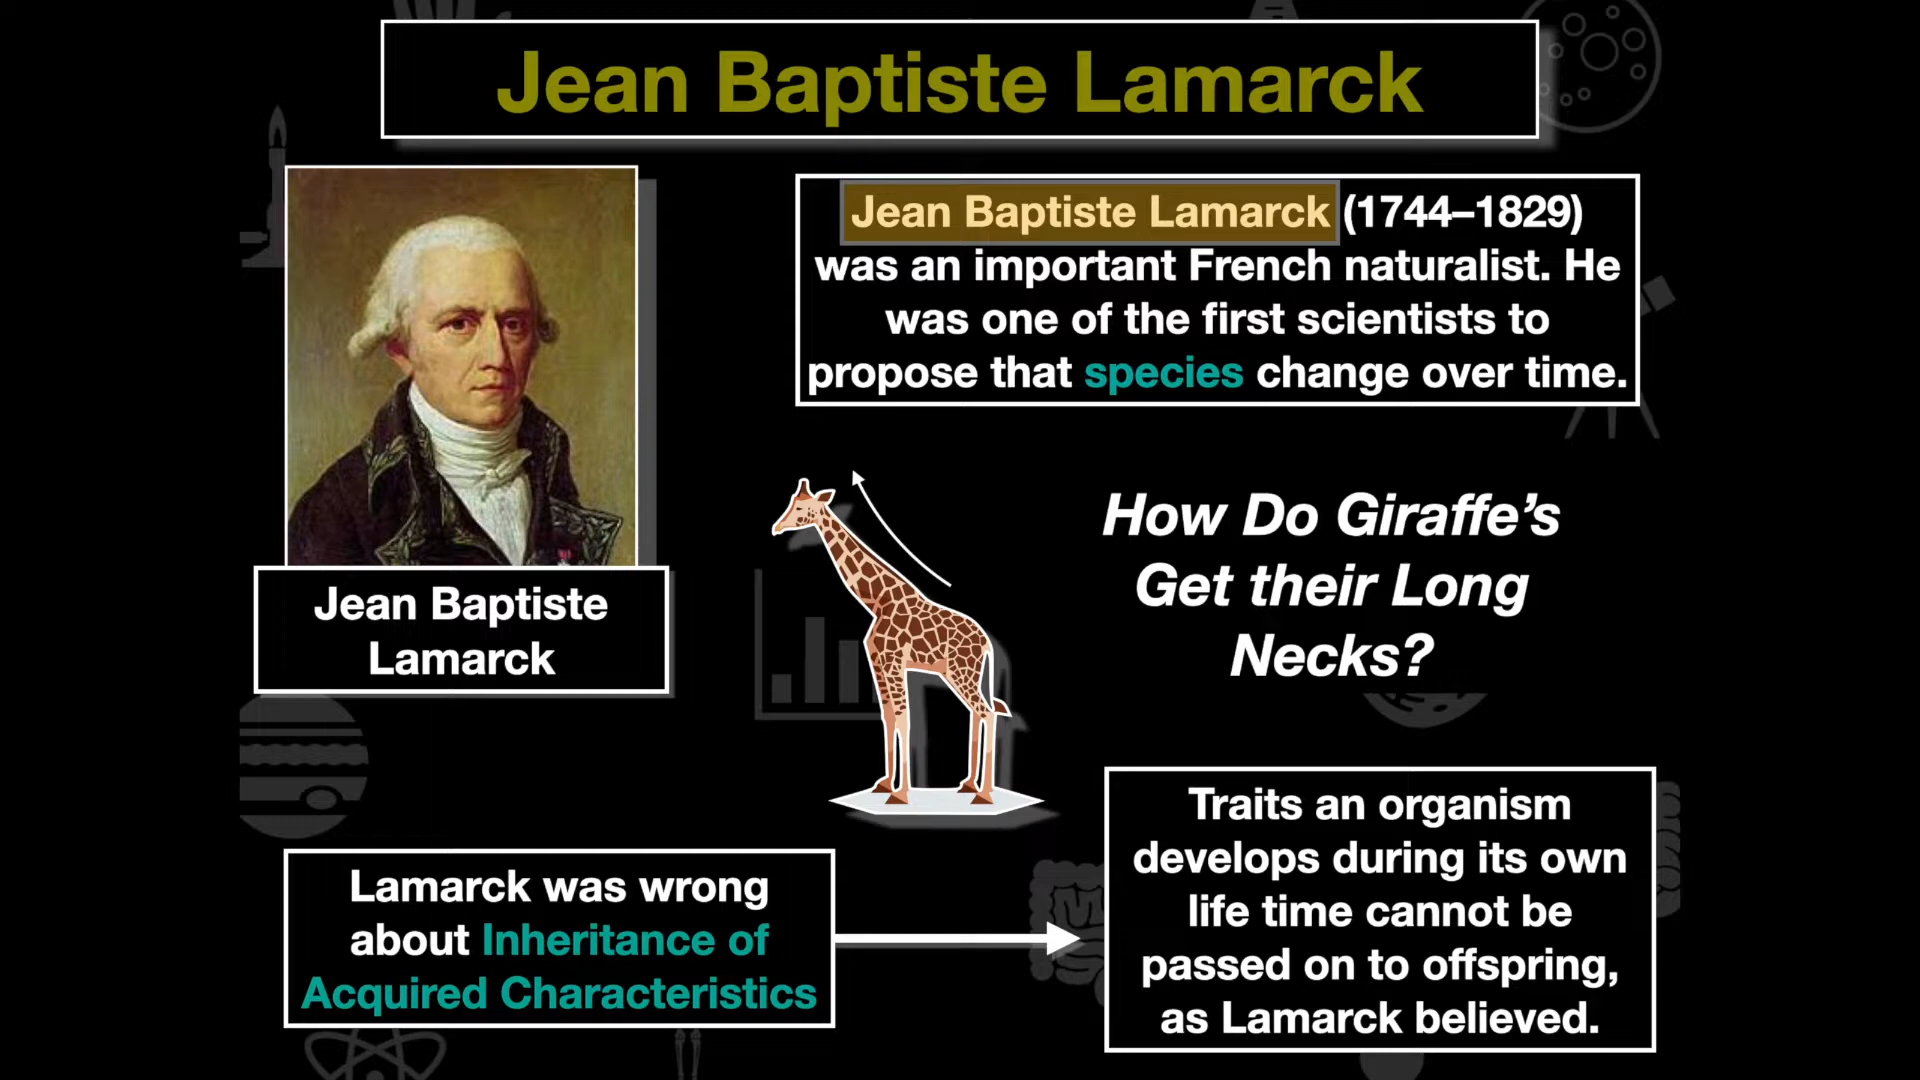 Jean Baptiste Lamarck
Jean Baptiste Lamarck (1744–1829)
was an important French naturalist. He
was one of the first scientists to
propose that species change over time.
Jean Baptiste
Lamarck
How Do Giraffe’s
Get their Long
Necks?
Lamarck was wrong
about Inheritance of
Acquired Characteristics
Traits an organism
develops during its own
life time cannot be
passed on to offspring,
as Lamarck believed.